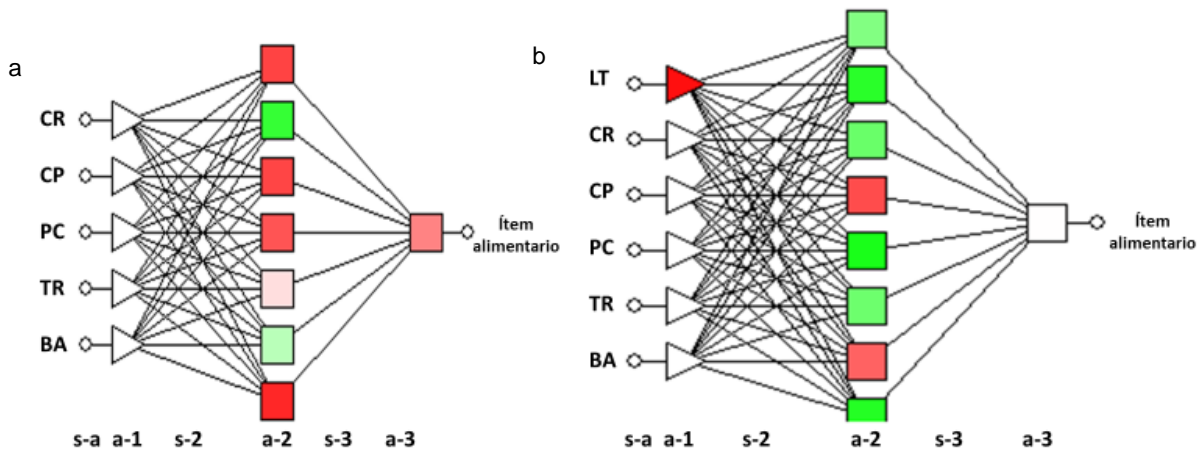 a
CR
CP
PC
TR
BA
Ítem
alimentario
s-a a-1 s-2 a-2 s-3 a-3
b
LT
CR
CP
PC
TR
BA
Ítem
alimentario
s-a a-1 s-2 a-2 s-3 a-3